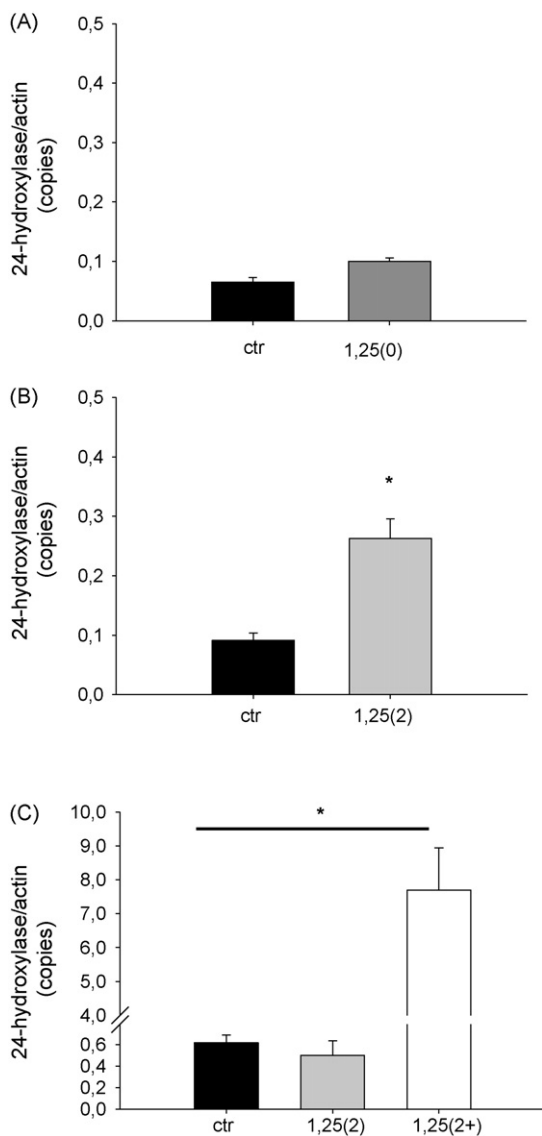 (A)
24-hydroxylase/actin
(copies)
0,5
0,4
0,3
0,2
0,1
0,0
ctr
1,25(0)
(B)
24-hydroxylase/actin
(copies)
0,5
0,4
0,3
0,2
0,1
0,0
*
ctr
1,25(2)
(C)
24-hydroxylase/actin
(copies)
10,0
9,0
8,0
7,0
6,0
5,0
4,0
0,6
0,4
0,2
0,0
*
ctr
1,25(2)
1,25(2+)